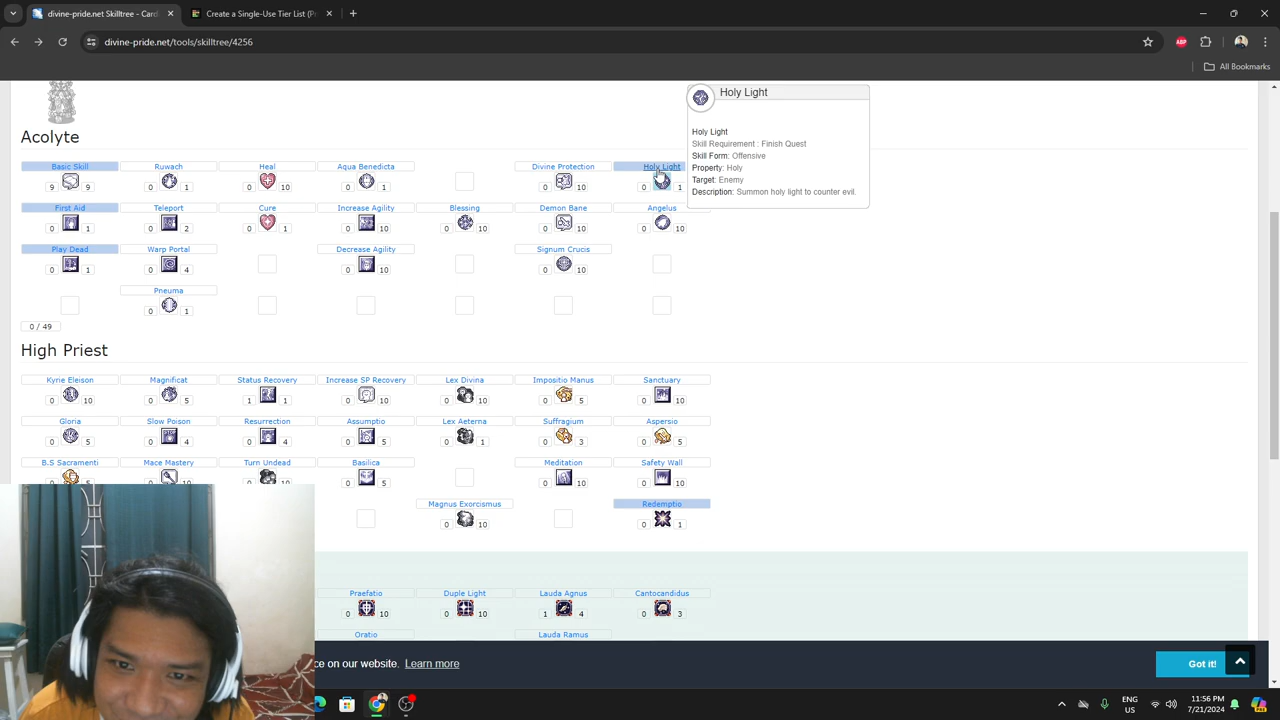 divine-pride.net Skilltree - Card
Create a Single-Use Tier List (P
divine-pride.net/tools/skilltree/4256
All Bookmarks
Acolyte
Holy Light
Holy Light
Skill Requirement : Finish Quest
Skill Form: Offensive
Property: Holy
Target: Enemy
Description: Summon holy light to counter evil.
Basic Skill Ruwach Heal Aqua Benedicta Divine Protection Holy Light
9 9 0 1 0 10 0 1 0 10 0 1
First Aid Teleport Cure Increase Agility Blessing Demon Bane Angelus
0 1 0 2 0 1 0 10 0 10 0 10 0 10
Play Dead Warp Portal Decrease Agility Signum Crucis
0 1 0 4 0 10 0 10
Pneuma
0 1
0 / 49
High Priest
Kyrie Eleison Magnificat Status Recovery Increase SP Recovery Lex Divina Impositio Manus Sanctuary
0 10 0 5 1 1 0 10 0 10 0 5 0 10
Gloria Slow Poison Resurrection Assumptio Lex Aeterna Suffragium Aspersio
0 5 0 4 0 4 0 5 0 1 0 3 0 5
B.S Sacramenti Mace Mastery Turn Undead Basilica Meditation Safety Wall
0 5 0 10 0 10 0 5 0 10 0 10
Magnus Exorcismus Redemptio
0 10 0 1
Praefatio Duple Light Lauda Agnus Cantocandidus
0 10 0 10 1 4 0 3
Oratio Lauda Ramus
ce on our website. Learn more
Got it!
ENG
US
11:56 PM
7/21/2024